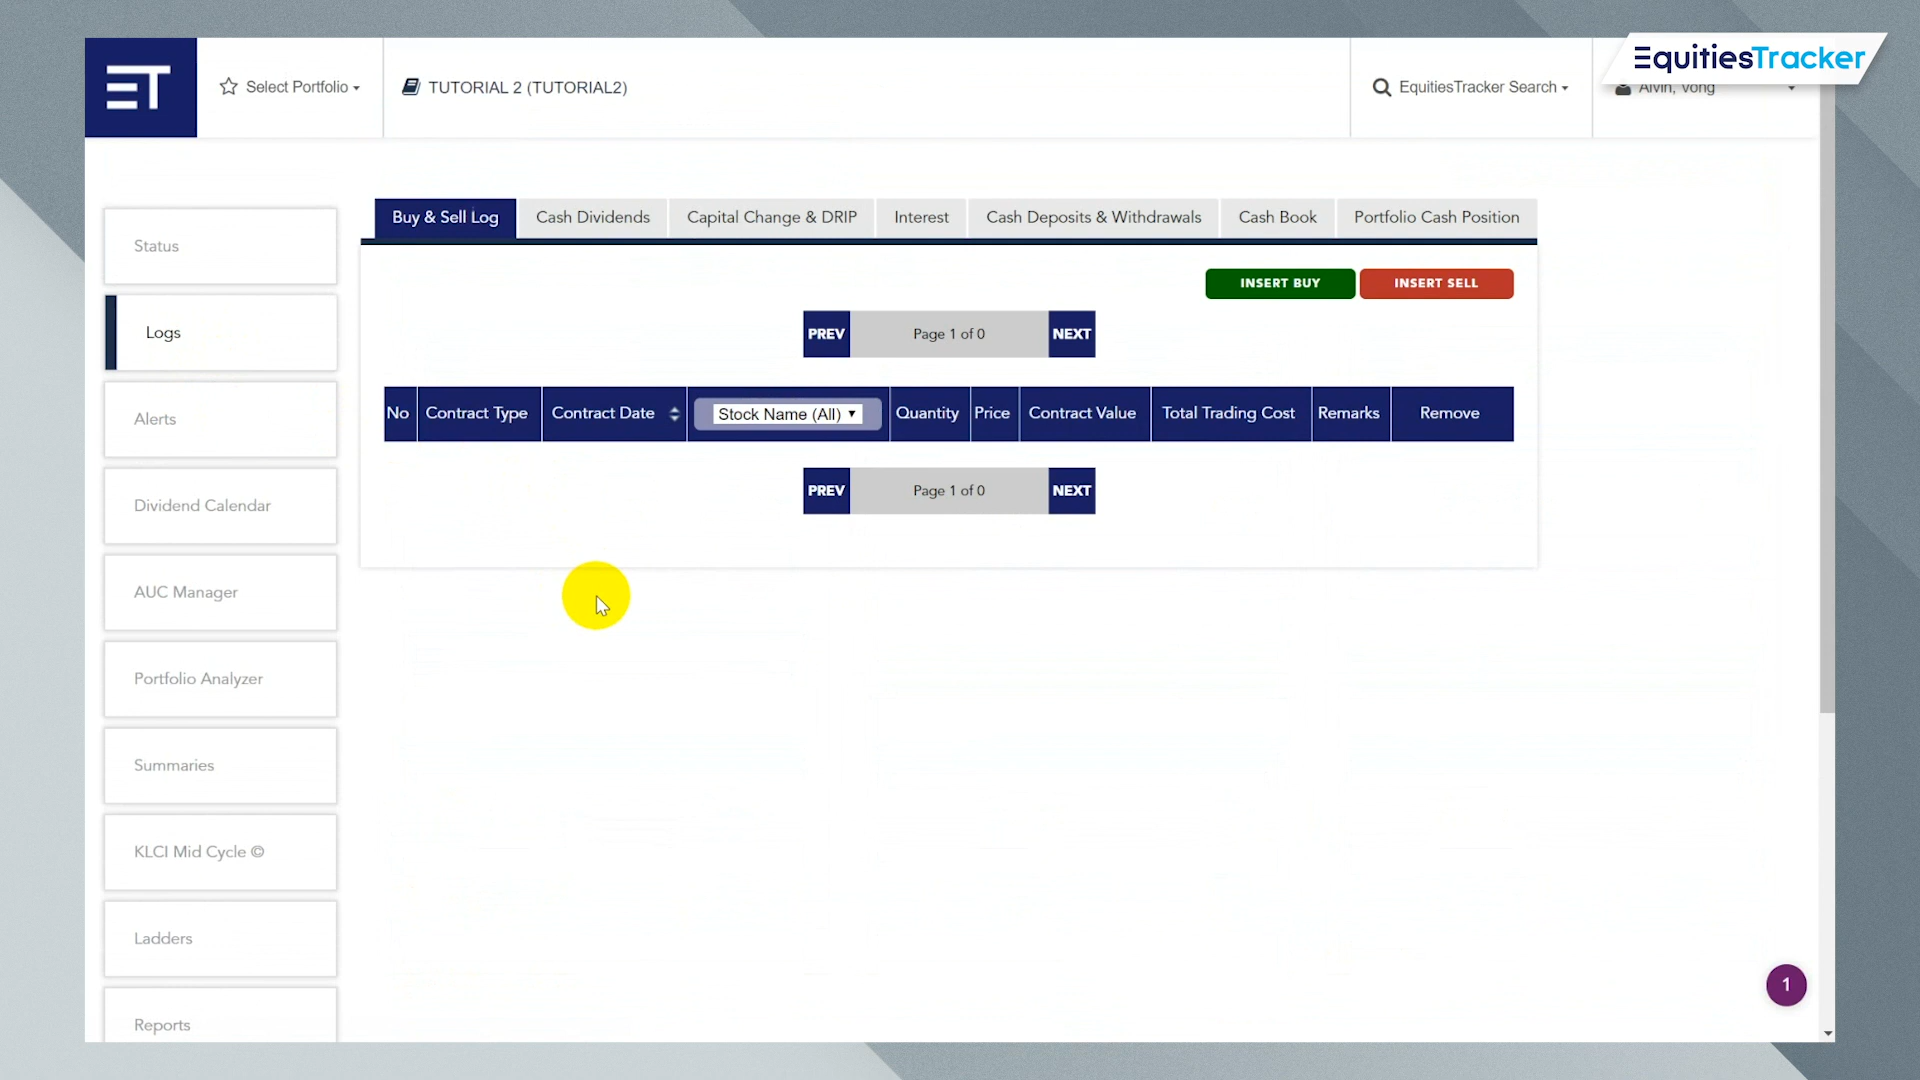 EquitiesTracker
ET
Select Portfolio
TUTORIAL 2 (TUTORIAL2)
EquitiesTracker Search
Alvin, Vong
Buy & Sell Log
Cash Dividends
Capital Change & DRIP
Interest
Cash Deposits & Withdrawals
Cash Book
Portfolio Cash Position
INSERT BUY
INSERT SELL
PREV
Page 1 of 0
NEXT
No
Contract Type
Contract Date
Stock Name (All)
Quantity
Price
Contract Value
Total Trading Cost
Remarks
Remove
PREV
Page 1 of 0
NEXT
Status
Logs
Alerts
Dividend Calendar
AUC Manager
Portfolio Analyzer
Summaries
KLCI Mid Cycle ©
Ladders
Reports
1